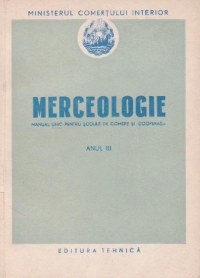 MINISTERUL COMERȚULUI INTERIOR
MERCEOLOGIE
MANUAL UNIC PENTRU ȘCOLILE DE COMERȚ ȘI COOPERAȚIE
ANUL III
EDITURA TEHNICĂ